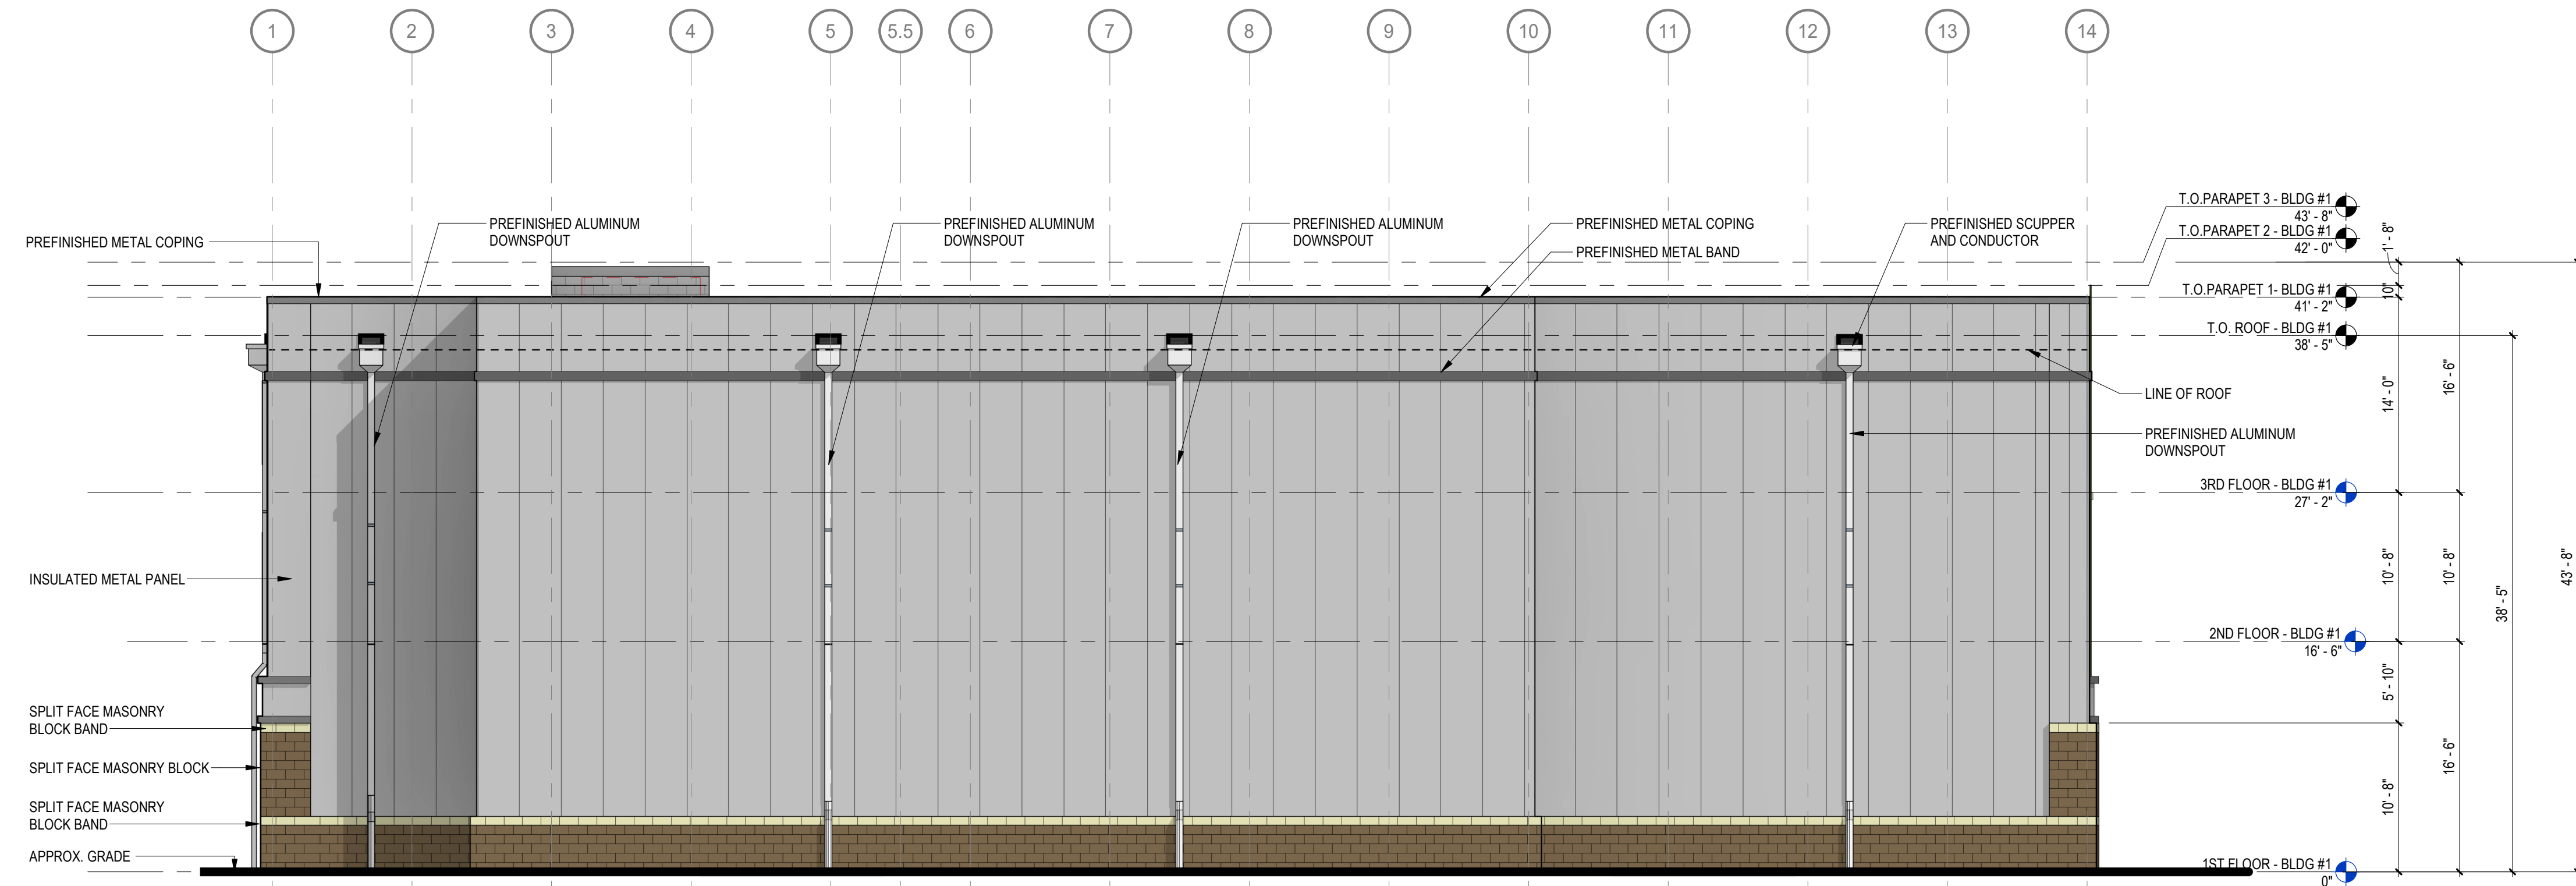 1 2 3 4 5 5.5 6 7 8 9 10 11 12 13 14
PREFINISHED METAL COPING
PREFINISHED ALUMINUM
DOWNSPOUT
PREFINISHED ALUMINUM
DOWNSPOUT
PREFINISHED ALUMINUM
DOWNSPOUT
PREFINISHED METAL COPING
PREFINISHED METAL BAND
PREFINISHED SCUPPER
AND CONDUCTOR
T.O.PARAPET 3 - BLDG #1
43' - 8"
T.O.PARAPET 2 - BLDG #1
42' - 0"
T.O.PARAPET 1- BLDG #1
41' - 2"
T.O. ROOF - BLDG #1
38' - 5"
LINE OF ROOF
PREFINISHED ALUMINUM
DOWNSPOUT
3RD FLOOR - BLDG #1
27' - 2"
2ND FLOOR - BLDG #1
16' - 6"
1ST FLOOR - BLDG #1
0"
INSULATED METAL PANEL
SPLIT FACE MASONRY
BLOCK BAND
SPLIT FACE MASONRY BLOCK
SPLIT FACE MASONRY
BLOCK BAND
APPROX. GRADE
1' - 8"
10"
14' - 0"
10' - 8"
5' - 10"
10' - 8"
16' - 6"
10' - 8"
16' - 6"
38' - 5"
43' - 8"